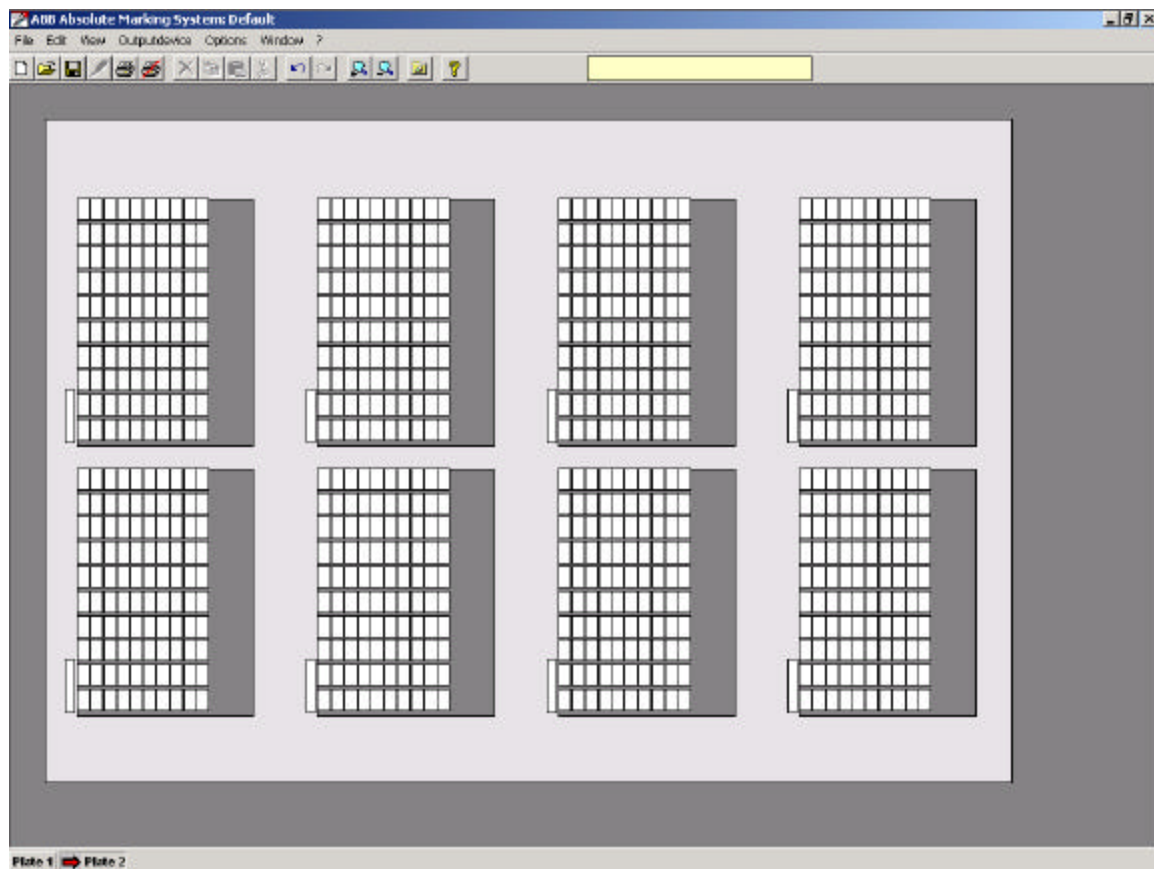 ABB Absolute Marking System: Default
File Edit View Outputdevice Options Window ?
Plate 1 Plate 2